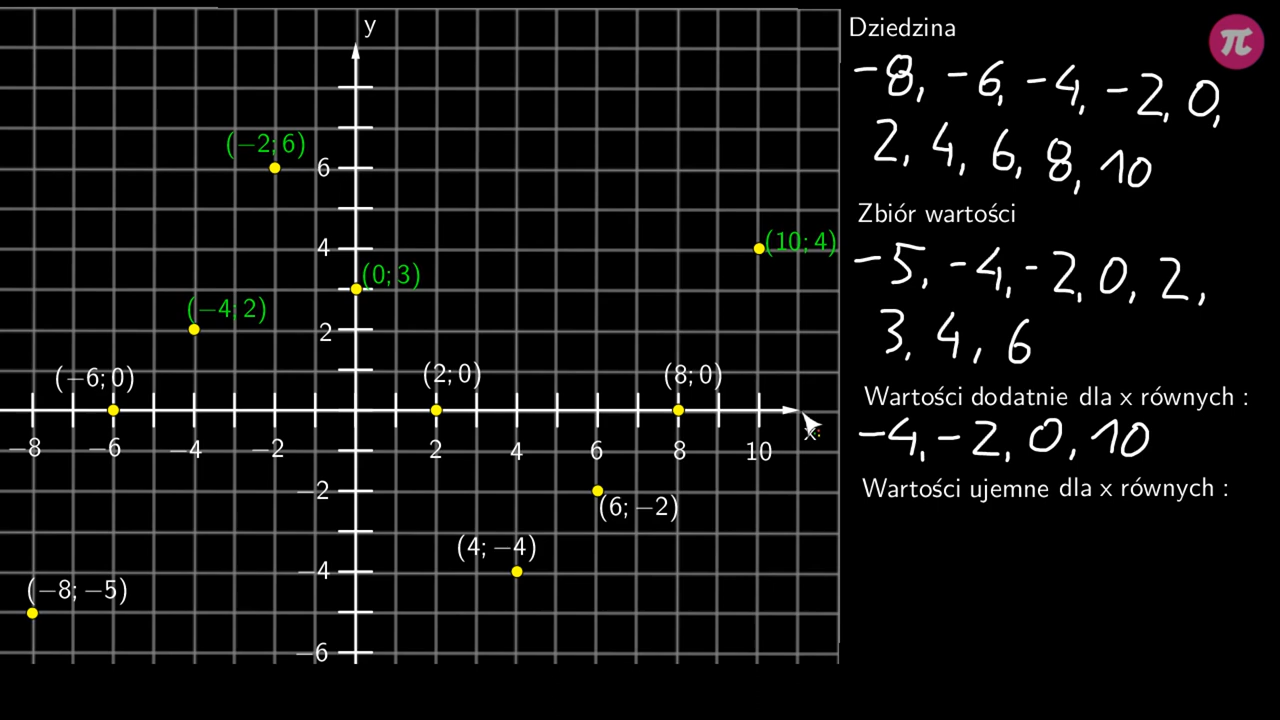 y
Dziedzina
π
−8, −6, −4, −2, 0,
2, 4, 6, 8, 10
(−2; 6)
6
Zbiór wartości
4
(10; 4)
−5, −4, −2, 0, 2,
3, 4, 6
(0; 3)
(−4; 2)
2
(−6; 0)
(2; 0)
(8; 0)
Wartości dodatnie dla x równych :
−4, −2, 0, 10
x
−8 −6 −4 −2 2 4 6 8 10
Wartości ujemne dla x równych :
−2
(6; −2)
(4; −4)
−4
(−8; −5)
−6